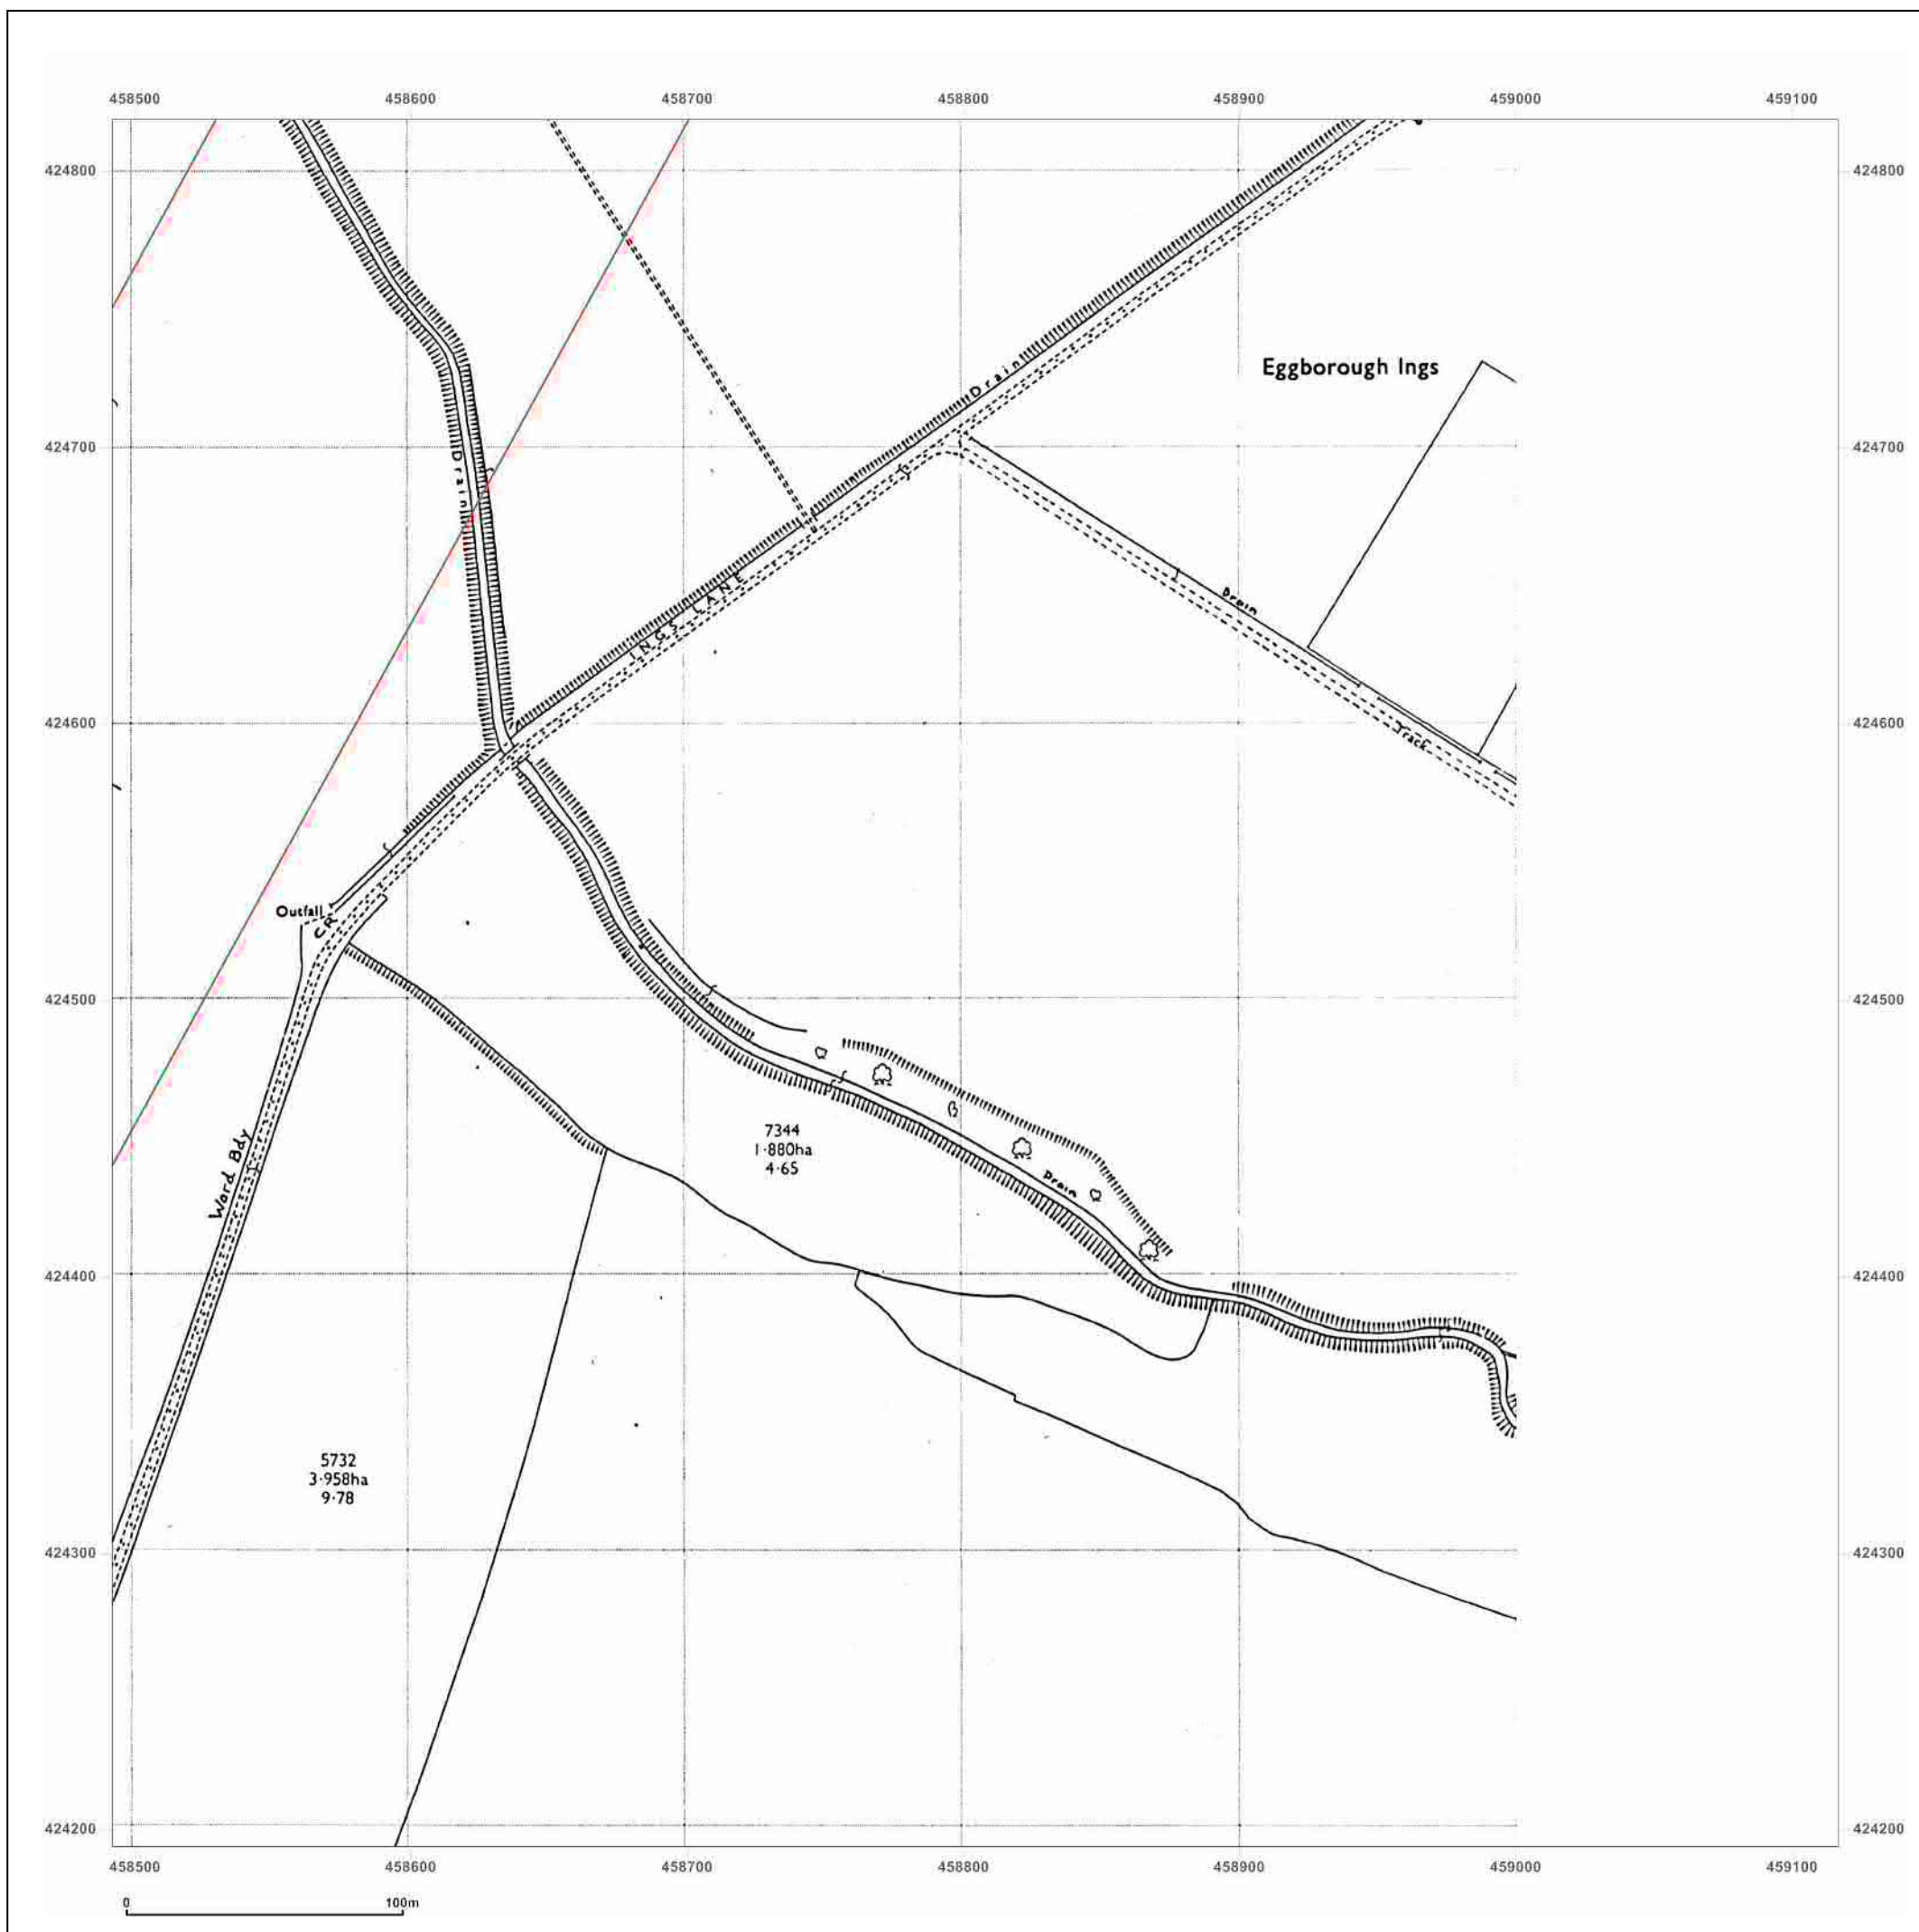 458500 458600 458700 458800 458900 459000 459100
424800 424800
Drain
Eggborough Ings
424700 424700
Drain
INGS LANE
Drain
424600 424600
Track
Outfall
CR
424500 424500
7344
1·880ha
4·65
Ward Bdy
Drain
424400 424400
5732
3·958ha
9·78
424300 424300
424200 424200
458500 458600 458700 458800 458900 459000 459100
0 100m